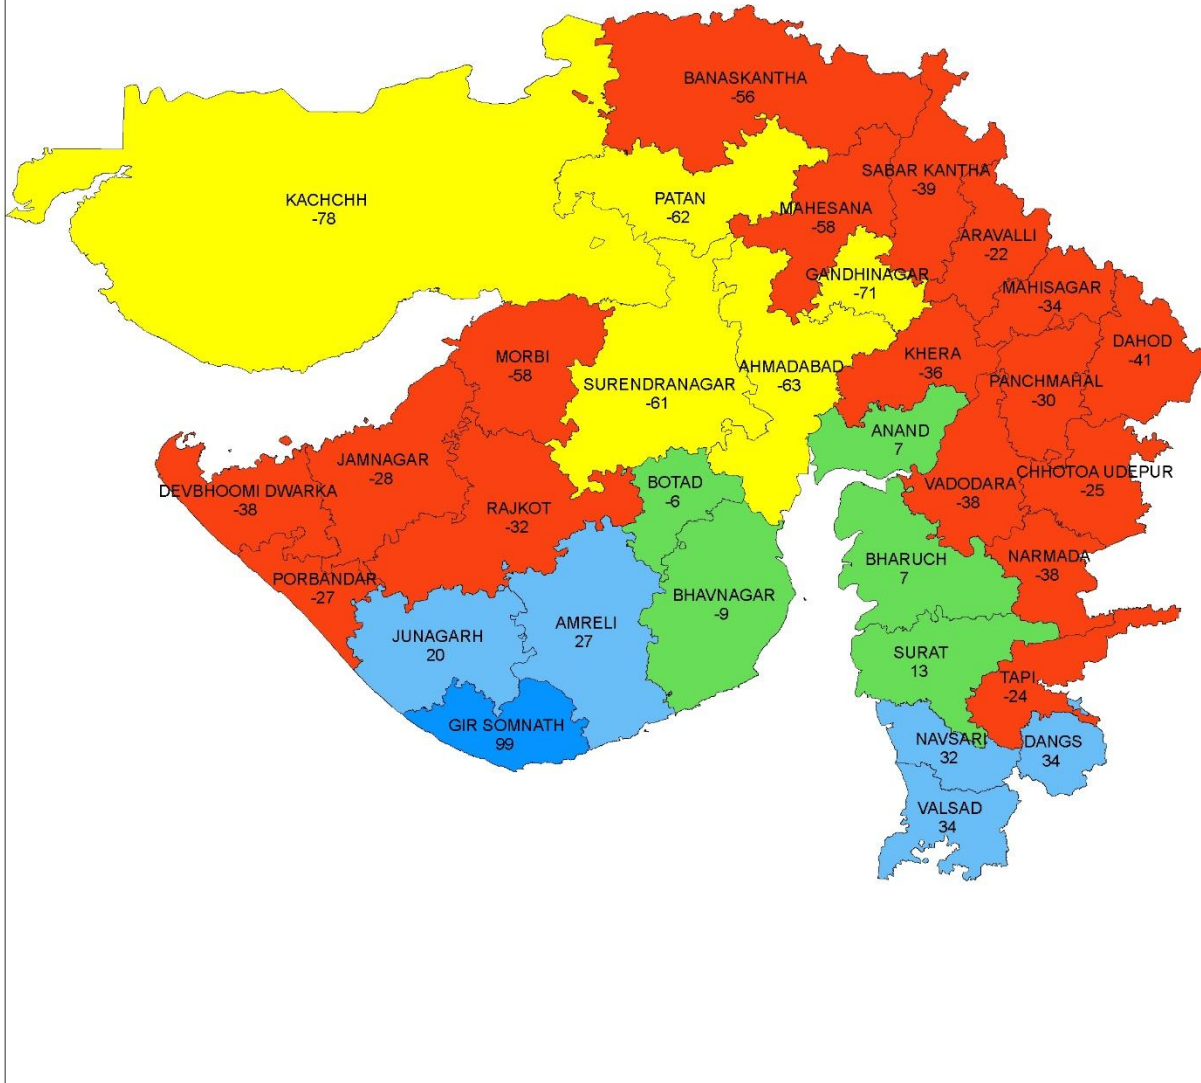 BANASKANTHA
-56
SABAR KANTHA
-39
KACHCHH
-78
PATAN
-62
MAHESANA
-58
ARAVALLI
-22
GANDHINAGAR
-71
MAHISAGAR
-34
DAHOD
-41
MORBI
-58
KHERA
-36
AHMADABAD
-63
SURENDRANAGAR
-61
PANCHMAHAL
-30
ANAND
7
JAMNAGAR
-28
CHHOTOA UDEPUR
-25
BOTAD
-6
DEVBHOOMI DWARKA
-38
VADODARA
-38
RAJKOT
-32
NARMADA
-38
BHARUCH
7
PORBANDAR
-27
BHAVNAGAR
-9
AMRELI
27
JUNAGARH
20
SURAT
13
TAPI
-24
GIR SOMNATH
99
NAVSARI
32
DANGS
34
VALSAD
34